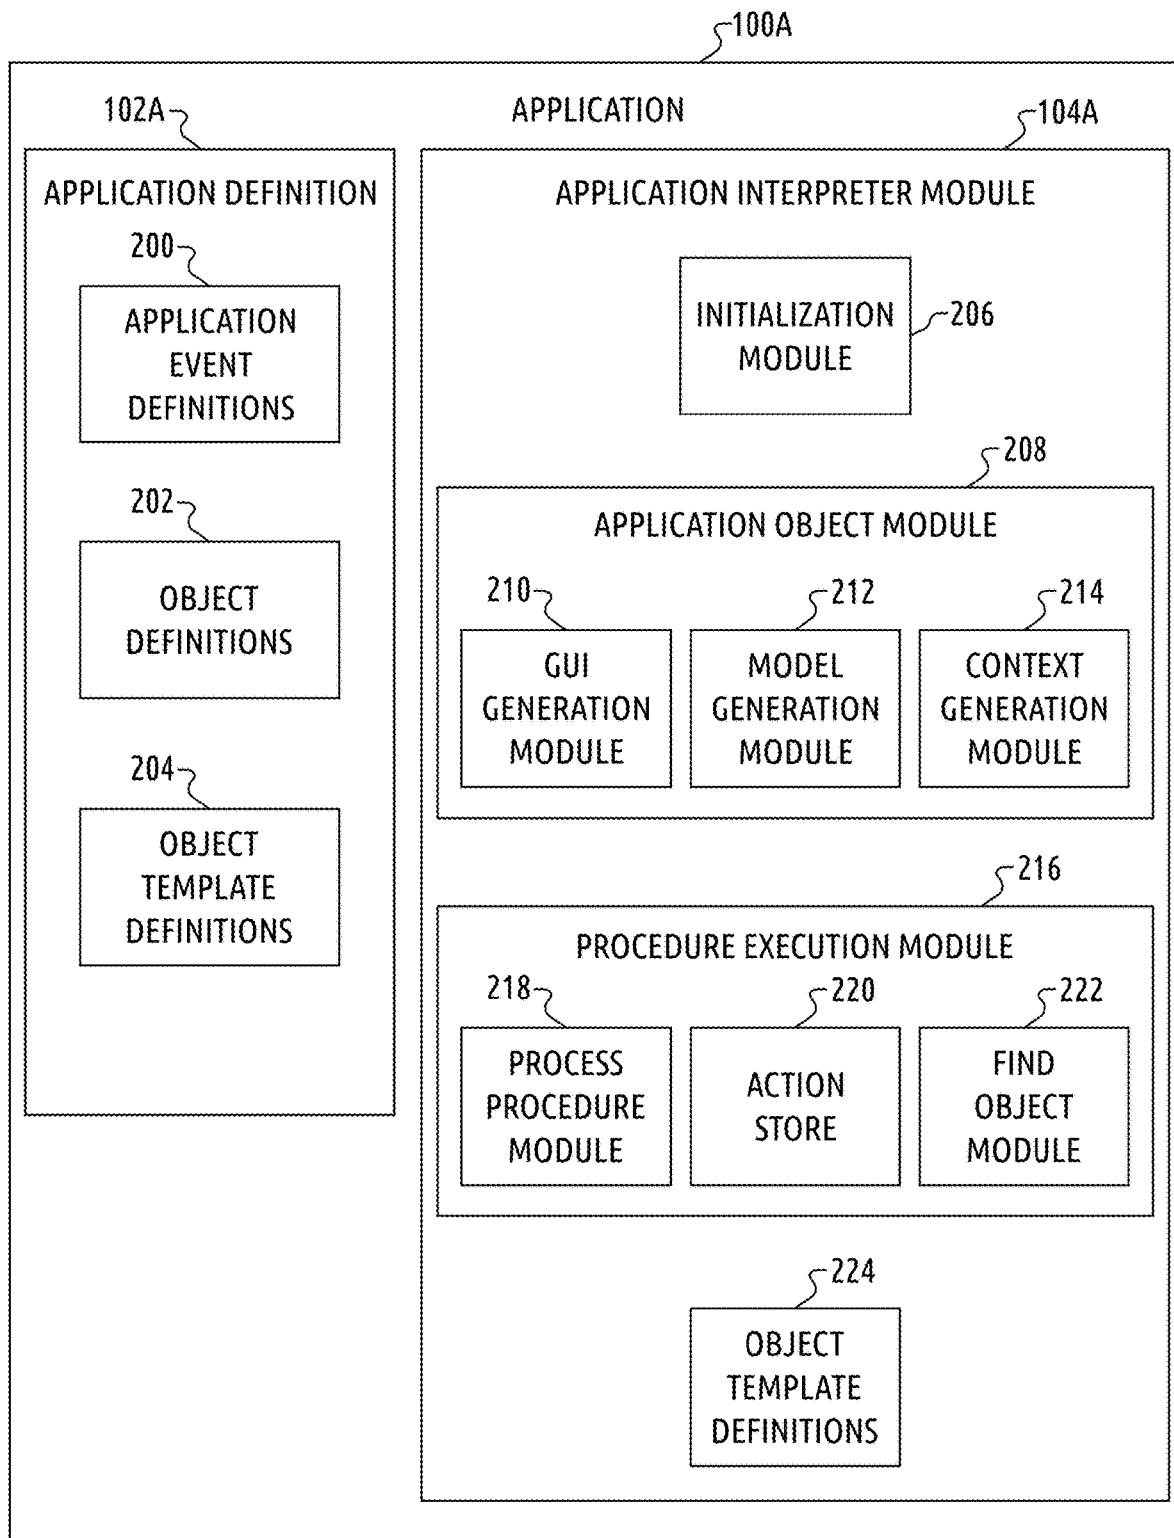 100A
APPLICATION
102A
APPLICATION DEFINITION
200
APPLICATION
EVENT
DEFINITIONS
202
OBJECT
DEFINITIONS
204
OBJECT
TEMPLATE
DEFINITIONS
104A
APPLICATION INTERPRETER MODULE
INITIALIZATION
MODULE
206
208
APPLICATION OBJECT MODULE
210
GUI
GENERATION
MODULE
212
MODEL
GENERATION
MODULE
214
CONTEXT
GENERATION
MODULE
216
PROCEDURE EXECUTION MODULE
218
PROCESS
PROCEDURE
MODULE
220
ACTION
STORE
222
FIND
OBJECT
MODULE
224
OBJECT
TEMPLATE
DEFINITIONS